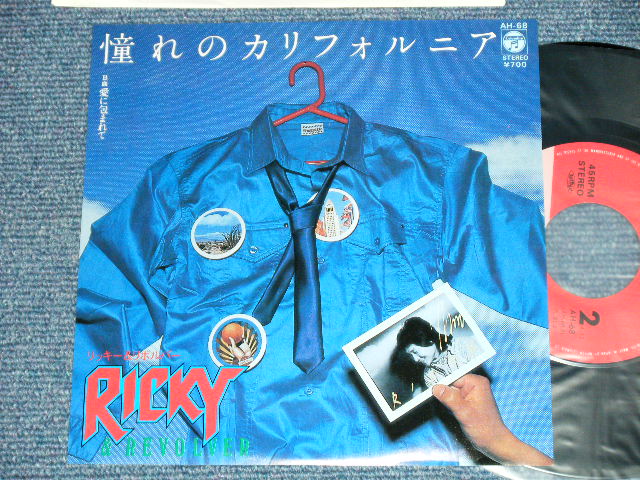 憧れのカリフォルニア
AH-68
Columbia
STEREO
¥700
B面 愛に包まれて
リッキー&リボルバー
RICKY
& REVOLVER
45RPM
STEREO
2
AH-68